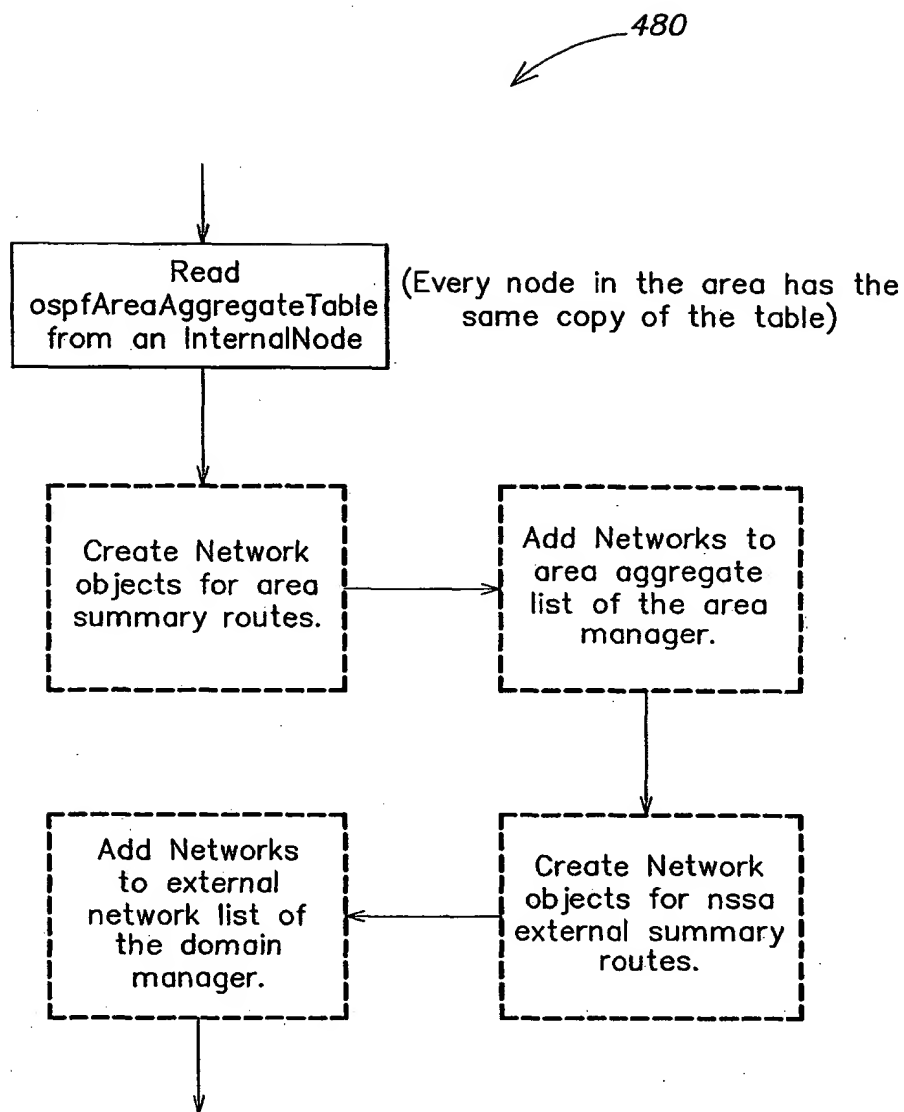 480
Read
ospfAreaAggregateTable
from an InternalNode
(Every node in the area has the
same copy of the table)
Create Network
objects for area
summary routes.
Add Networks to
area aggregate
list of the area
manager.
Create Network
objects for nssa
external summary
routes.
Add Networks
to external
network list of
the domain
manager.